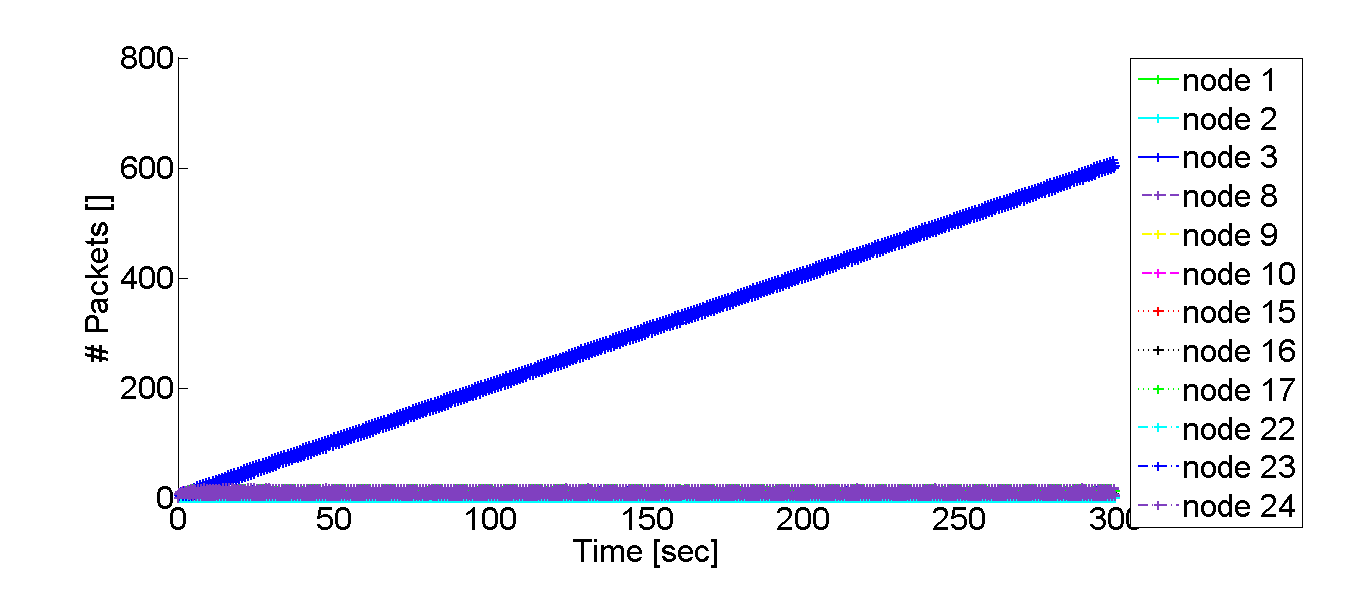 800
600
400
200
0
# Packets []
0 50 100 150 200 250 300
Time [sec]
node 1
node 2
node 3
node 8
node 9
node 10
node 15
node 16
node 17
node 22
node 23
node 24